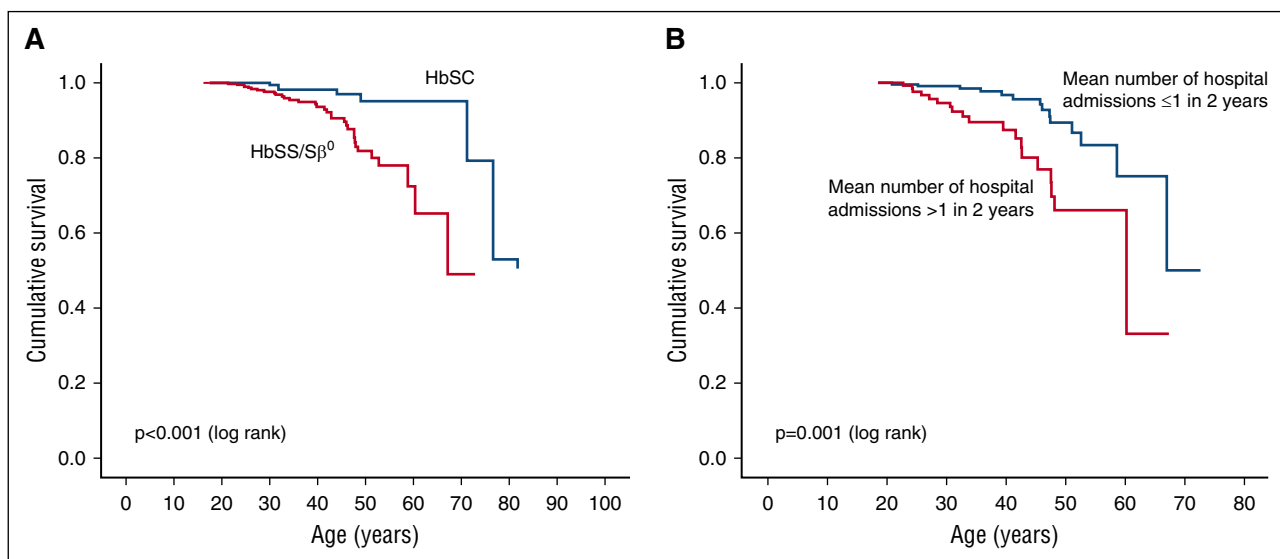 A
1.0
0.8
0.6
0.4
0.2
0.0
Cumulative survival
HbSC
HbSS/Sβ⁰
p<0.001 (log rank)
0 10 20 30 40 50 60 70 80 90 100
Age (years)
B
1.0
0.8
0.6
0.4
0.2
0.0
Cumulative survival
Mean number of hospital
admissions ≤1 in 2 years
Mean number of hospital
admissions >1 in 2 years
p=0.001 (log rank)
0 10 20 30 40 50 60 70 80
Age (years)